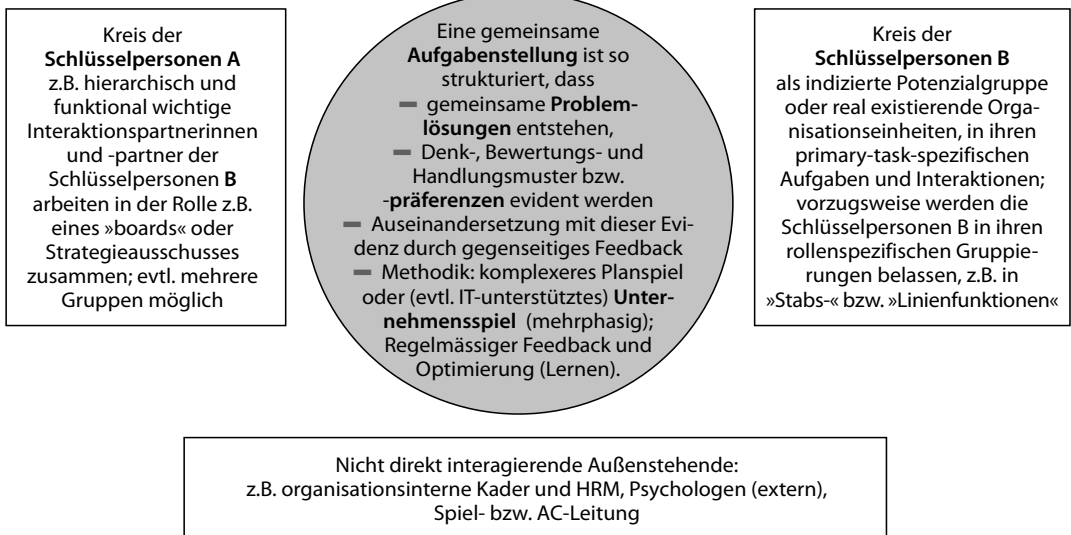 Kreis der
Schlüsselpersonen A
z.B. hierarchisch und
funktional wichtige
Interaktionspartnerinnen
und -partner der
Schlüsselpersonen B
arbeiten in der Rolle z.B.
eines »boards« oder
Strategieausschusses
zusammen; evtl. mehrere
Gruppen möglich
Eine gemeinsame
Aufgabenstellung ist so
strukturiert, dass
– gemeinsame Problem-
lösungen entstehen,
– Denk-, Bewertungs- und
Handlungsmuster bzw.
-präferenzen evident werden
– Auseinandersetzung mit dieser Evi-
denz durch gegenseitiges Feedback
– Methodik: komplexeres Planspiel
oder (evtl. IT-unterstütztes) Unter-
nehmensspiel (mehrphasig);
Regelmässiger Feedback und
Optimierung (Lernen).
Kreis der
Schlüsselpersonen B
als indizierte Potenzialgruppe
oder real existierende Orga-
nisationseinheiten, in ihren
primary-task-spezifischen
Aufgaben und Interaktionen;
vorzugsweise werden die
Schlüsselpersonen B in ihren
rollenspezifischen Gruppie-
rungen belassen, z.B. in
»Stabs-« bzw. »Linienfunktionen«
Nicht direkt interagierende Außenstehende:
z.B. organisationsinterne Kader und HRM, Psychologen (extern),
Spiel- bzw. AC-Leitung